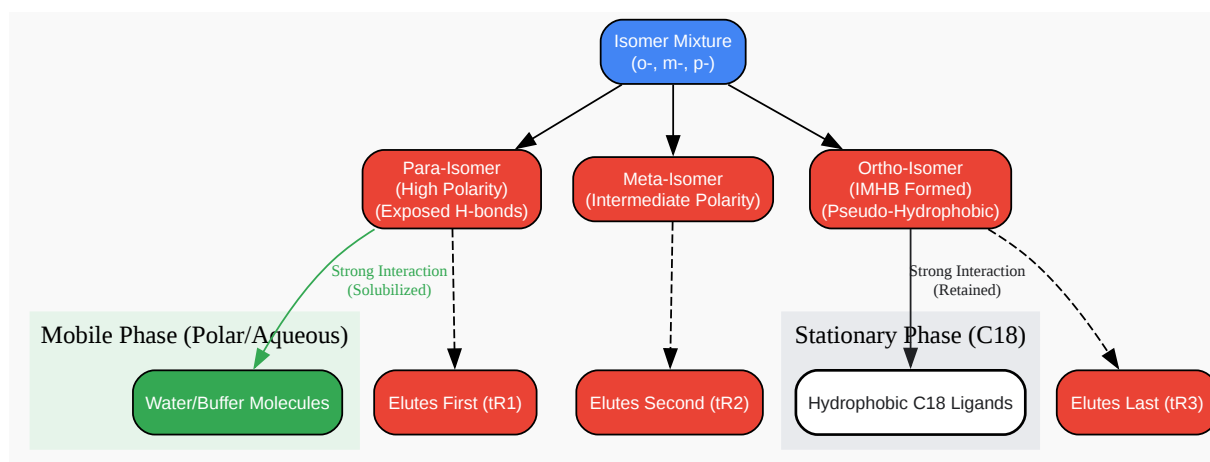 Isomer Mixture
(o-, m-, p-)
Para-Isomer
(High Polarity)
(Exposed H-bonds)
Meta-Isomer
(Intermediate Polarity)
Ortho-Isomer
(IMHB Formed)
(Pseudo-Hydrophobic)
Strong Interaction
(Solubilized)
Strong Interaction
(Retained)
Mobile Phase (Polar/Aqueous)
Stationary Phase (C18)
Water/Buffer Molecules
Elutes First (tR1)
Elutes Second (tR2)
Hydrophobic C18 Ligands
Elutes Last (tR3)